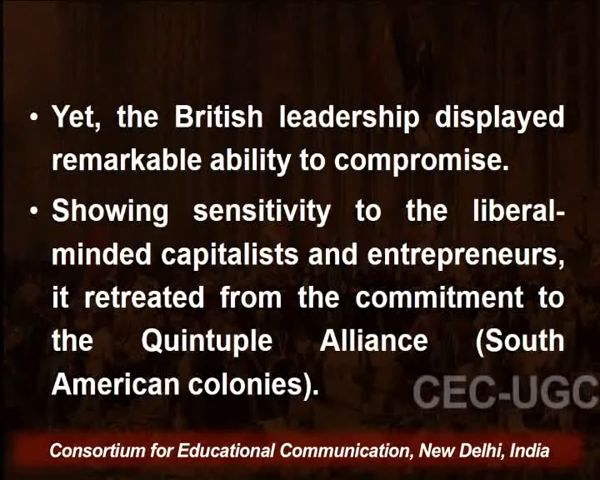 • Yet, the British leadership displayed
remarkable ability to compromise.
• Showing sensitivity to the liberal-
minded capitalists and entrepreneurs,
it retreated from the commitment to
the Quintuple Alliance (South
American colonies).
CEC-UGC
Consortium for Educational Communication, New Delhi, India